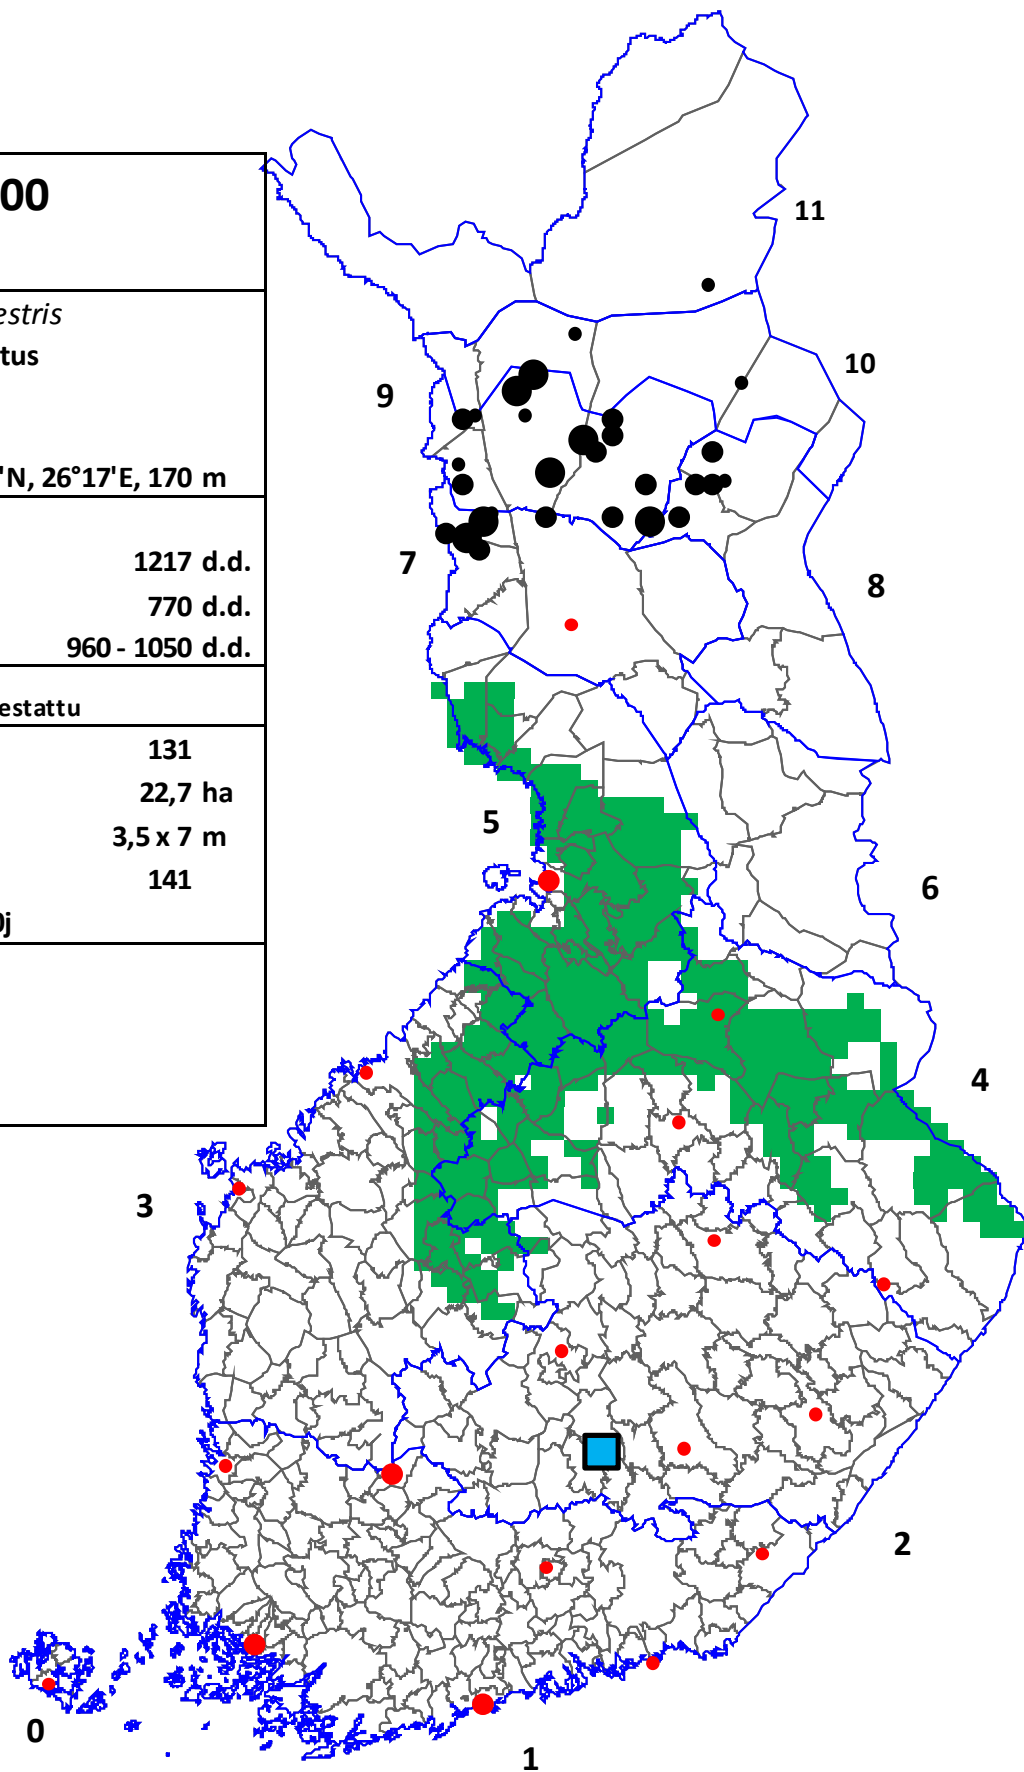 00
estris
tus
'N, 26°17'E, 170 m
1217 d.d.
770 d.d.
960 - 1050 d.d.
estattu
131
22,7 ha
3,5 x 7 m
141
0j
11
10
9
7
8
5
6
4
3
2
0
1